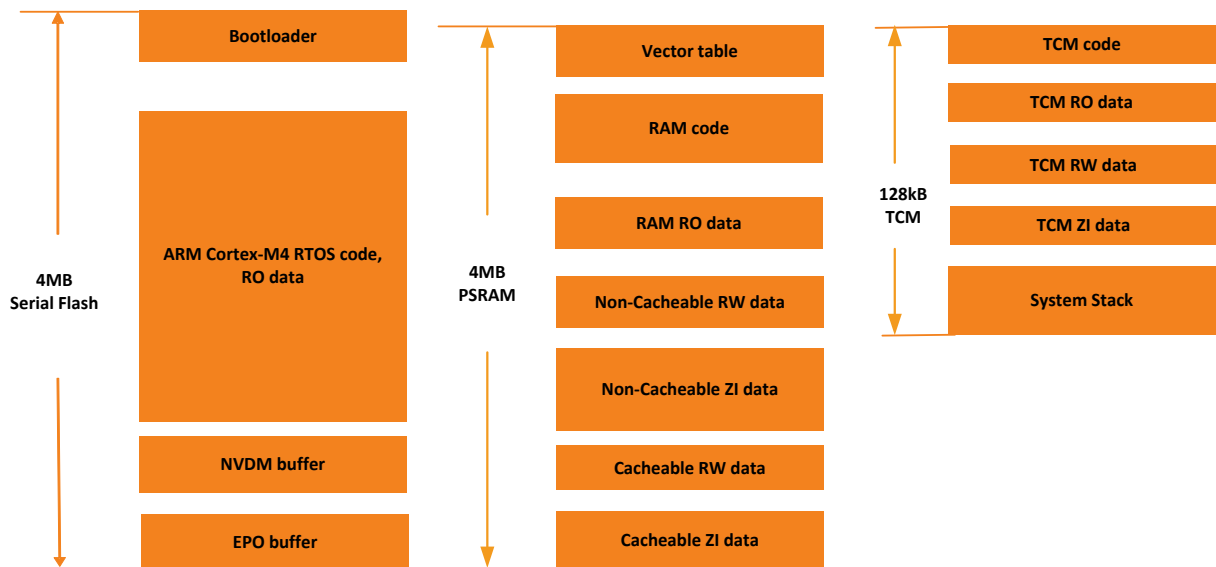 4MB
Serial Flash
Bootloader
ARM Cortex-M4 RTOS code,
RO data
NVDM buffer
EPO buffer
4MB
PSRAM
Vector table
RAM code
RAM RO data
Non-Cacheable RW data
Non-Cacheable ZI data
Cacheable RW data
Cacheable ZI data
128kB
TCM
TCM code
TCM RO data
TCM RW data
TCM ZI data
System Stack